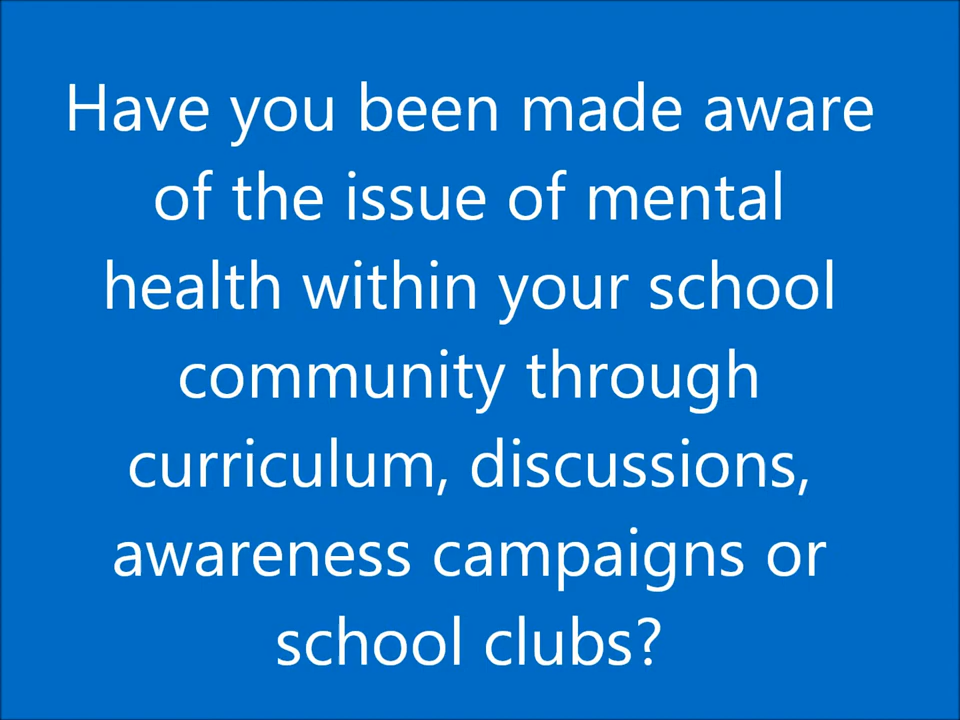 Have you been made aware
of the issue of mental
health within your school
community through
curriculum, discussions,
awareness campaigns or
school clubs?